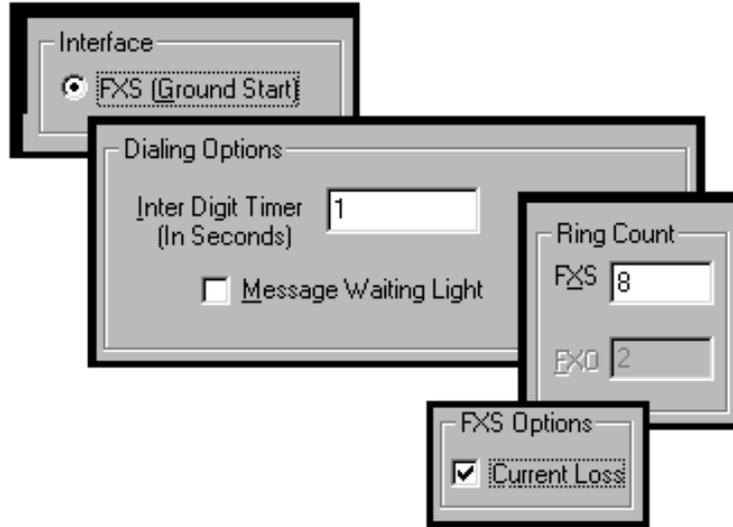 Interface
FXS (Ground Start)
Dialing Options
Inter Digit Timer
(In Seconds)
1
Message Waiting Light
Ring Count
FXS
8
FXO
2
FXS Options
Current Loss